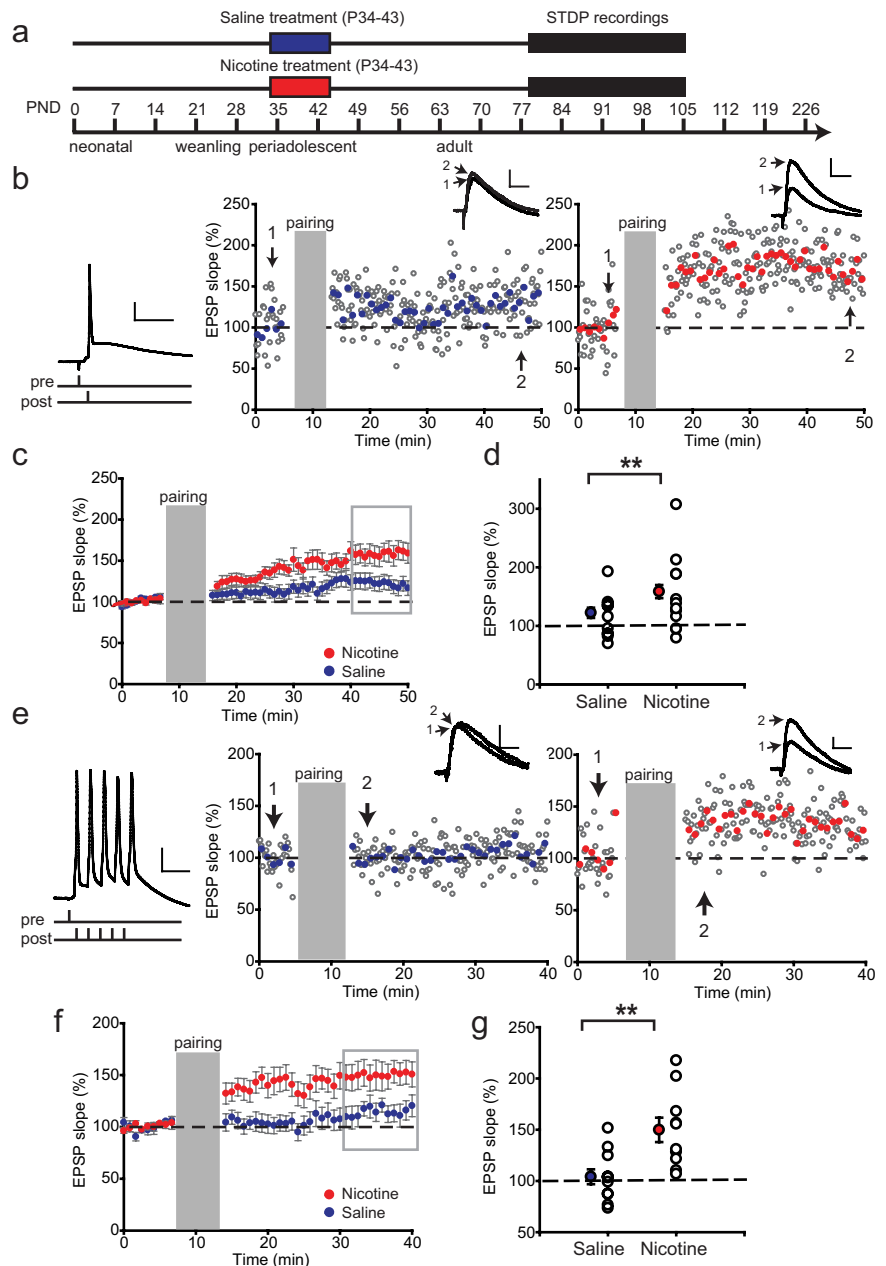 a
Saline treatment (P34-43)
STDP recordings
Nicotine treatment (P34-43)
PND
0 7 14 21 28 35 42 49 56 63 70 77 84 91 98 105 112 119 226
neonatal weanling periadolescent adult
b
pre
post
EPSP slope (%)
250
200
150
100
50
0
pairing
1
2
2
1
0 10 20 30 40 50
Time (min)
EPSP slope (%)
250
200
150
100
50
0
pairing
1
2
2
1
0 10 20 30 40 50
Time (min)
c
EPSP slope (%)
250
200
150
100
50
0
pairing
Nicotine
Saline
0 10 20 30 40 50
Time (min)
d
**
EPSP slope (%)
300
200
100
0
Saline Nicotine
e
pre
post
EPSP slope (%)
200
150
100
50
0
pairing
1
2
2
1
0 10 20 30 40
Time (min)
EPSP slope (%)
200
150
100
50
0
pairing
1
2
2
1
0 10 20 30 40
Time (min)
f
EPSP slope (%)
200
150
100
50
0
pairing
Nicotine
Saline
0 10 20 30 40
Time (min)
g
**
EPSP slope (%)
250
200
150
100
50
Saline Nicotine